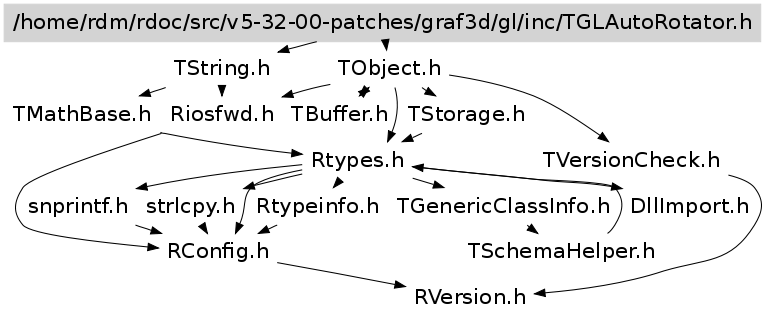 /home/rdm/rdoc/src/v5-32-00-patches/graf3d/gl/inc/TGLAutoRotator.h
TString.h TObject.h
TMathBase.h Riosfwd.h TBuffer.h TStorage.h
Rtypes.h TVersionCheck.h
snprintf.h strlcpy.h Rtypeinfo.h TGenericClassInfo.h DllImport.h
RConfig.h TSchemaHelper.h
RVersion.h